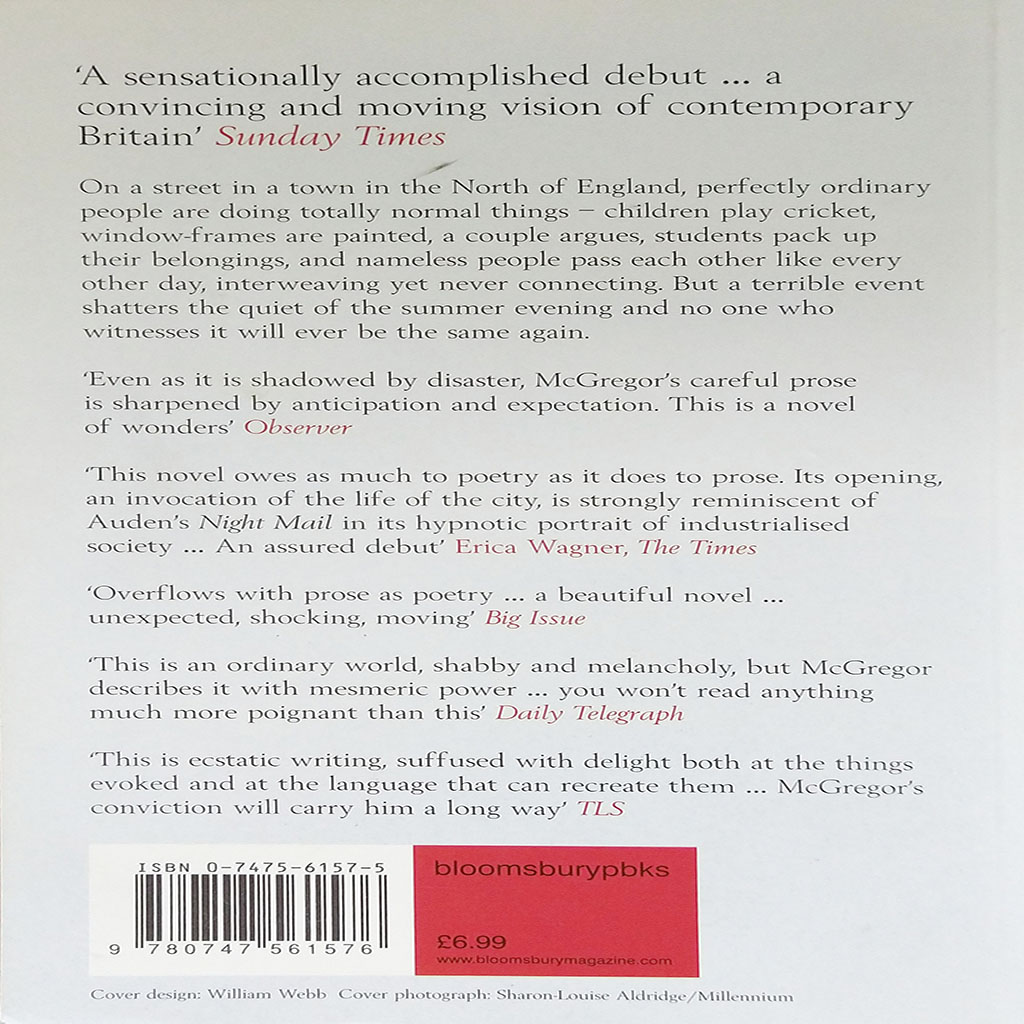 ‘A sensationally accomplished debut ... a
convincing and moving vision of contemporary
Britain’ Sunday Times
On a street in a town in the North of England, perfectly ordinary
people are doing totally normal things – children play cricket,
window-frames are painted, a couple argues, students pack up
their belongings, and nameless people pass each other like every
other day, interweaving yet never connecting. But a terrible event
shatters the quiet of the summer evening and no one who
witnesses it will ever be the same again.
‘Even as it is shadowed by disaster, McGregor’s careful prose
is sharpened by anticipation and expectation. This is a novel
of wonders’ Observer
‘This novel owes as much to poetry as it does to prose. Its opening,
an invocation of the life of the city, is strongly reminiscent of
Auden’s Night Mail in its hypnotic portrait of industrialised
society ... An assured debut’ Erica Wagner, The Times
‘Overflows with prose as poetry ... a beautiful novel ...
unexpected, shocking, moving’ Big Issue
‘This is an ordinary world, shabby and melancholy, but McGregor
describes it with mesmeric power ... you won’t read anything
much more poignant than this’ Daily Telegraph
‘This is ecstatic writing, suffused with delight both at the things
evoked and at the language that can recreate them ... McGregor’s
conviction will carry him a long way’ TLS
ISBN 0-7475-6157-5
9 780747 561576
bloomsburypbks
£6.99
www.bloomsburymagazine.com
Cover design: William Webb Cover photograph: Sharon-Louise Aldridge/Millennium